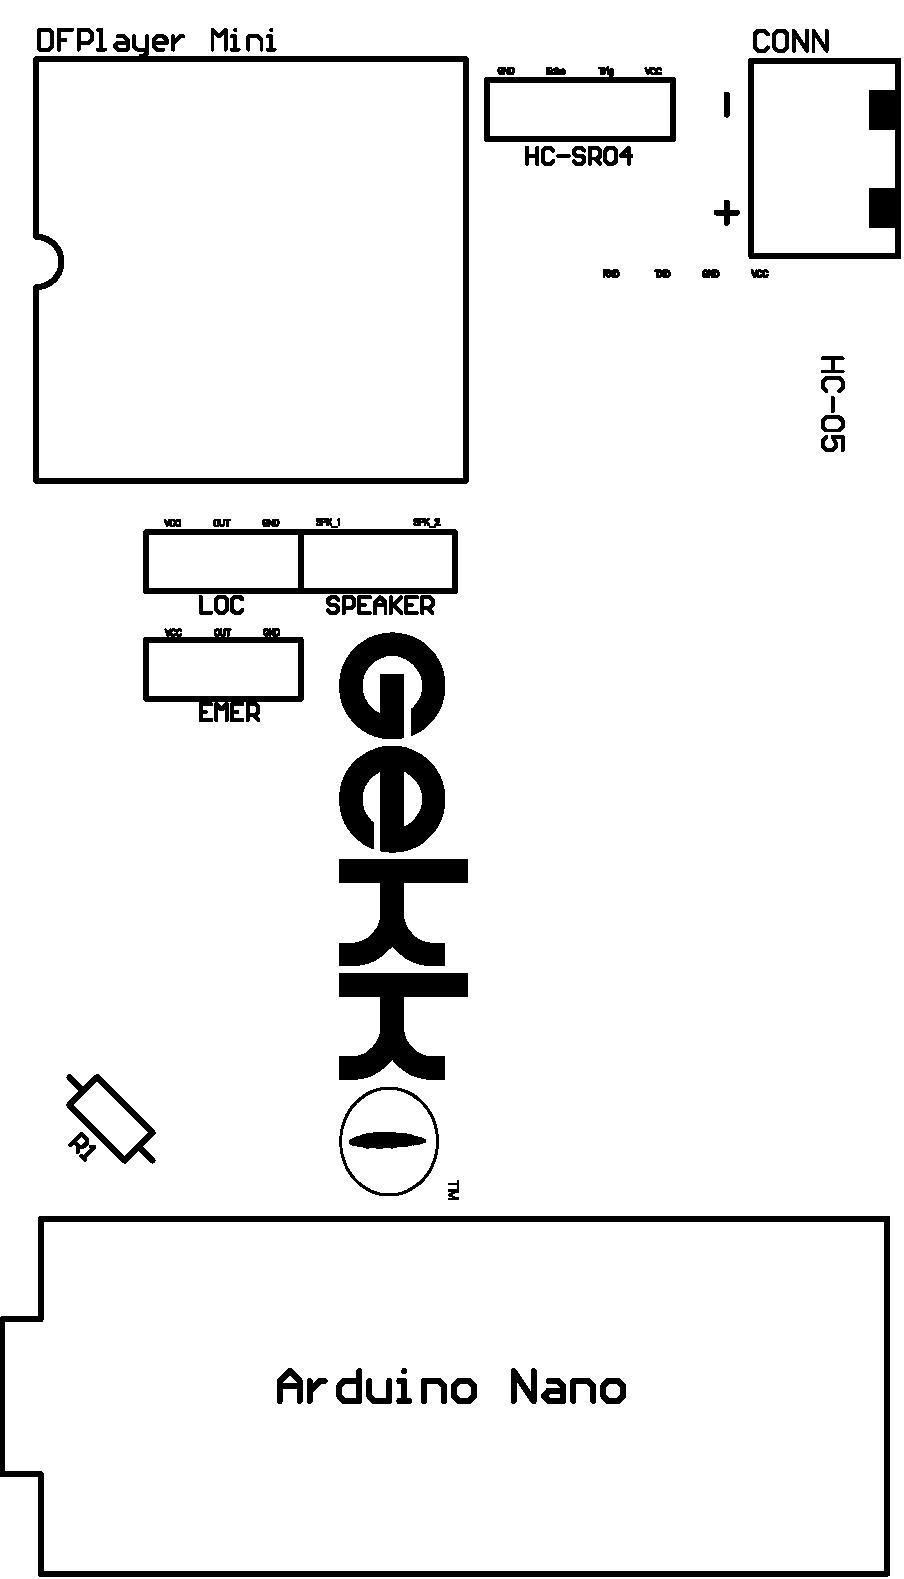 DFPlayer Mini
CONN
GND Echo Trig VCC
HC-SR04
-
+
RXD TXD GND VCC
HC-05
VCC OUT GND SPK_1 SPK_2
LOC SPEAKER
VCC OUT GND
EMER
Gekko
TM
R1
Arduino Nano